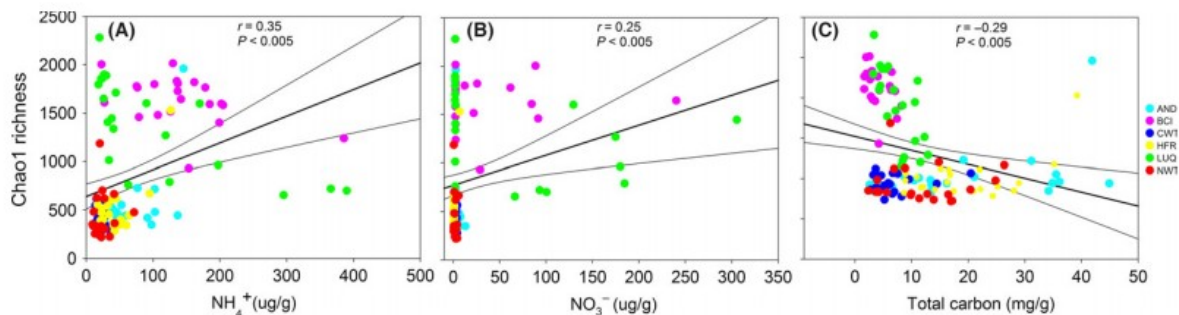 (A)
r = 0.35
P < 0.005
(B)
r = 0.25
P < 0.005
(C)
r = −0.29
P < 0.005
Chao1 richness
2500
2000
1500
1000
500
0
0 100 200 300 400 500
NH₄⁺ (ug/g)
0 50 100 150 200 250 300 350
NO₃⁻ (ug/g)
0 10 20 30 40 50
Total carbon (mg/g)
AND
BCI
CWT
HFR
LUQ
NWT